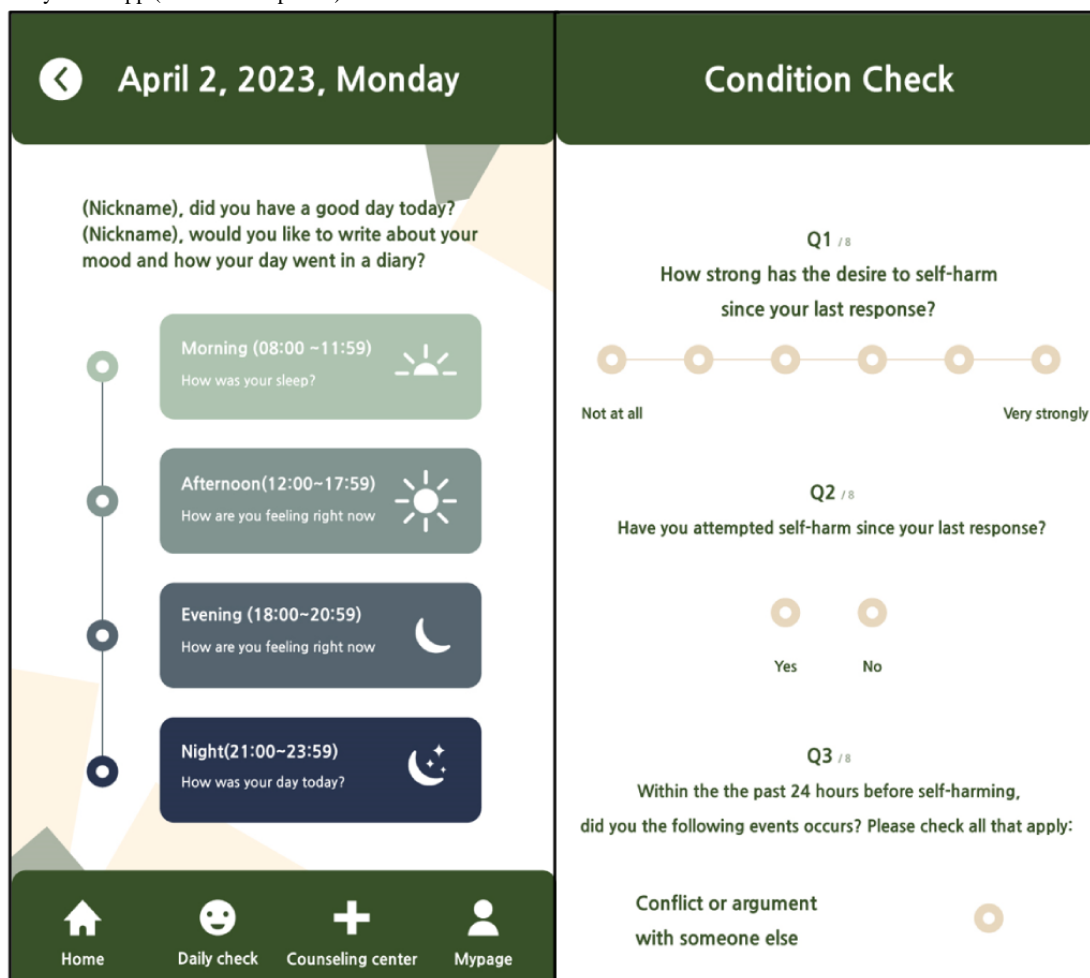 April 2, 2023, Monday
(Nickname), did you have a good day today?
(Nickname), would you like to write about your
mood and how your day went in a diary?
Morning (08:00 ~11:59)
How was your sleep?
Afternoon(12:00~17:59)
How are you feeling right now
Evening (18:00~20:59)
How are you feeling right now
Night(21:00~23:59)
How was your day today?
Home
Daily check
Counseling center
Mypage
Condition Check
Q1 /8
How strong has the desire to self-harm
since your last response?
Not at all
Very strongly
Q2 /8
Have you attempted self-harm since your last response?
Yes
No
Q3 /8
Within the the past 24 hours before self-harming,
did you the following events occurs? Please check all that apply:
Conflict or argument
with someone else